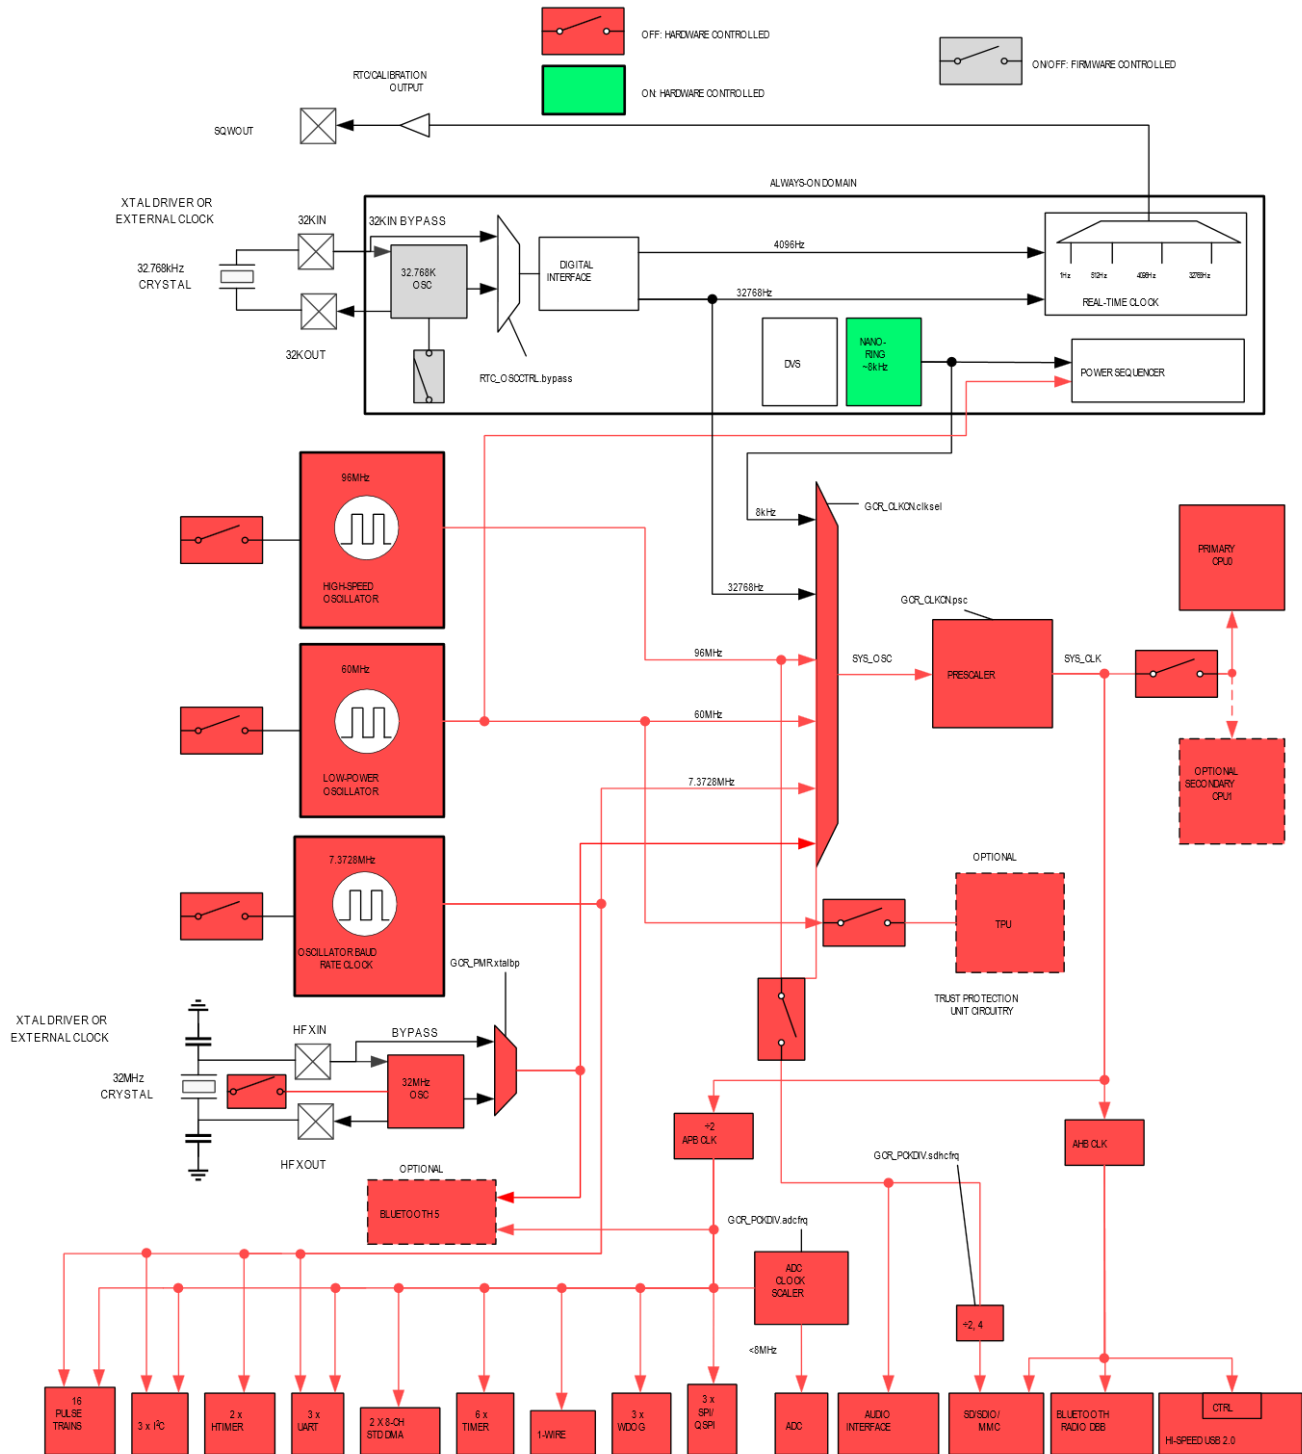 OFF: HARDWARE CONTROLLED
ON: HARDWARE CONTROLLED
ON/OFF: FIRMWARE CONTROLLED
RTC/CALIBRATION
OUTPUT
SQWOUT
ALWAYS-ON DOMAIN
XTAL DRIVER OR
EXTERNAL CLOCK
32KIN
32KIN BYPASS
32.768kHz
CRYSTAL
32.768K
OSC
DIGITAL
INTERFACE
4096Hz
32768Hz
1Hz
512Hz
4096Hz
32768Hz
REAL-TIME CLOCK
32KOUT
RTC_OSCCTRL.bypass
DVS
NANO-
RING
~8kHz
POWER SEQUENCER
96MHz
HIGH-SPEED
OSCILLATOR
8kHz
GCR_CLKCN.clksel
32768Hz
PRIMARY
CPU0
GCR_CLKCN.psc
60MHz
LOW-POWER
OSCILLATOR
96MHz
SYS_OSC
PRESCALER
SYS_CLK
60MHz
OPTIONAL
SECONDARY
CPU1
7.3728MHz
7.3728MHz
OSCILLATOR BAUD
RATE CLOCK
OPTIONAL
TPU
TRUST PROTECTION
UNIT CIRCUITRY
GCR_PMR.xtalbp
XTAL DRIVER OR
EXTERNAL CLOCK
HFXIN
BYPASS
32MHz
CRYSTAL
32MHz
OSC
HFXOUT
÷2
APB CLK
AHB CLK
OPTIONAL
BLUETOOTH 5
GCR_PCKDIV.sdhcfrq
GCR_PCKDIV.adcfrq
ADC
CLOCK
SCALER
÷2, 4
<8MHz
16
PULSE
TRAINS
3 x I²C
2 x
HTIMER
3 x
UART
2 X 8-CH
STD DMA
6 x
TIMER
1-WIRE
3 x
WDOG
3 x
SPI/
QSPI
ADC
AUDIO
INTERFACE
SD/SDIO/
MMC
BLUETOOTH
RADIO DBB
CTRL
HI-SPEED USB 2.0